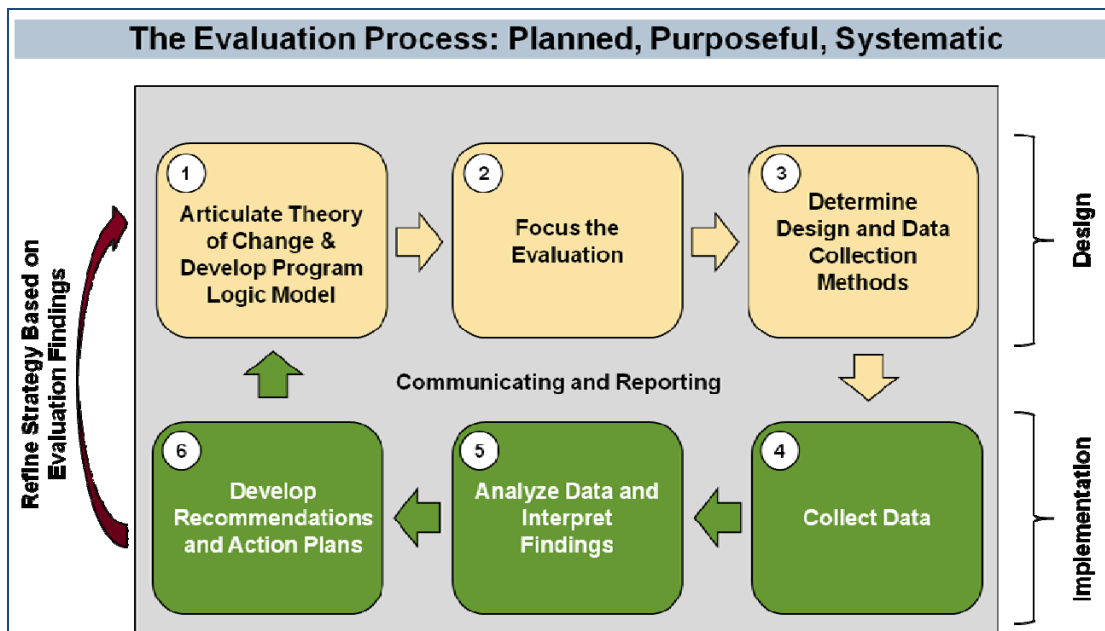 The Evaluation Process: Planned, Purposeful, Systematic
1
Articulate Theory
of Change &
Develop Program
Logic Model
2
Focus the
Evaluation
3
Determine
Design and Data
Collection
Methods
Design
Refine Strategy Based on
Evaluation Findings
Communicating and Reporting
6
Develop
Recommendations
and Action Plans
5
Analyze Data and
Interpret
Findings
4
Collect Data
Implementation